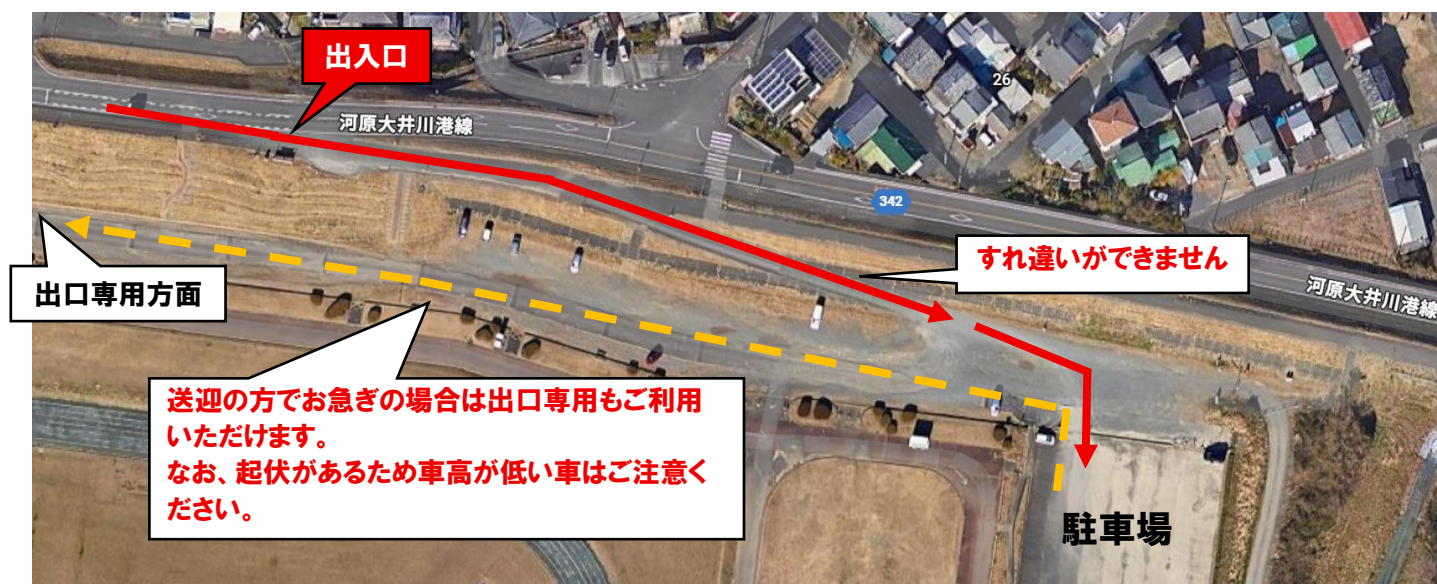 出入口
26
河原大井川港線
342
すれ違いができません
河原大井川港線
出口専用方面
送迎の方でお急ぎの場合は出口専用もご利用
いただけます。
なお、起伏があるため車高が低い車はご注意く
ださい。
駐車場